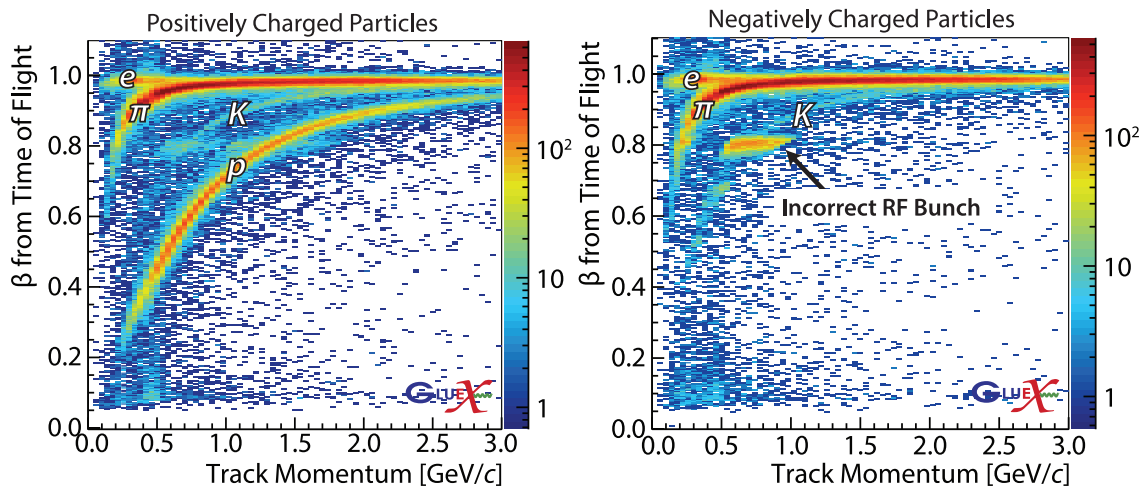 Positively Charged Particles
β from Time of Flight
1.0
0.8
0.6
0.4
0.2
0.0
e
π
K
p
GLUEX
0.0 0.5 1.0 1.5 2.0 2.5 3.0
Track Momentum [GeV/c]
10²
10
1
Negatively Charged Particles
β from Time of Flight
1.0
0.8
0.6
0.4
0.2
0.0
e
π
K
Incorrect RF Bunch
GLUEX
0.0 0.5 1.0 1.5 2.0 2.5 3.0
Track Momentum [GeV/c]
10²
10
1